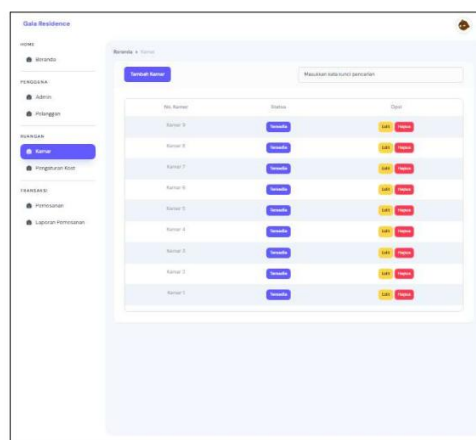 Gala Residence
HOME
Beranda
PENGGUNA
Admin
Pelanggan
RUANGAN
Kamar
Pengaturan Kost
TRANSAKSI
Pemesanan
Laporan Pemesanan
Beranda > Kamar
Tambah Kamar
Masukkan kata kunci pencarian
No. Kamar Status Opsi
Kamar 9 Tersedia Edit Hapus
Kamar 8 Tersedia Edit Hapus
Kamar 7 Tersedia Edit Hapus
Kamar 6 Tersedia Edit Hapus
Kamar 5 Tersedia Edit Hapus
Kamar 4 Tersedia Edit Hapus
Kamar 3 Tersedia Edit Hapus
Kamar 2 Tersedia Edit Hapus
Kamar 1 Tersedia Edit Hapus